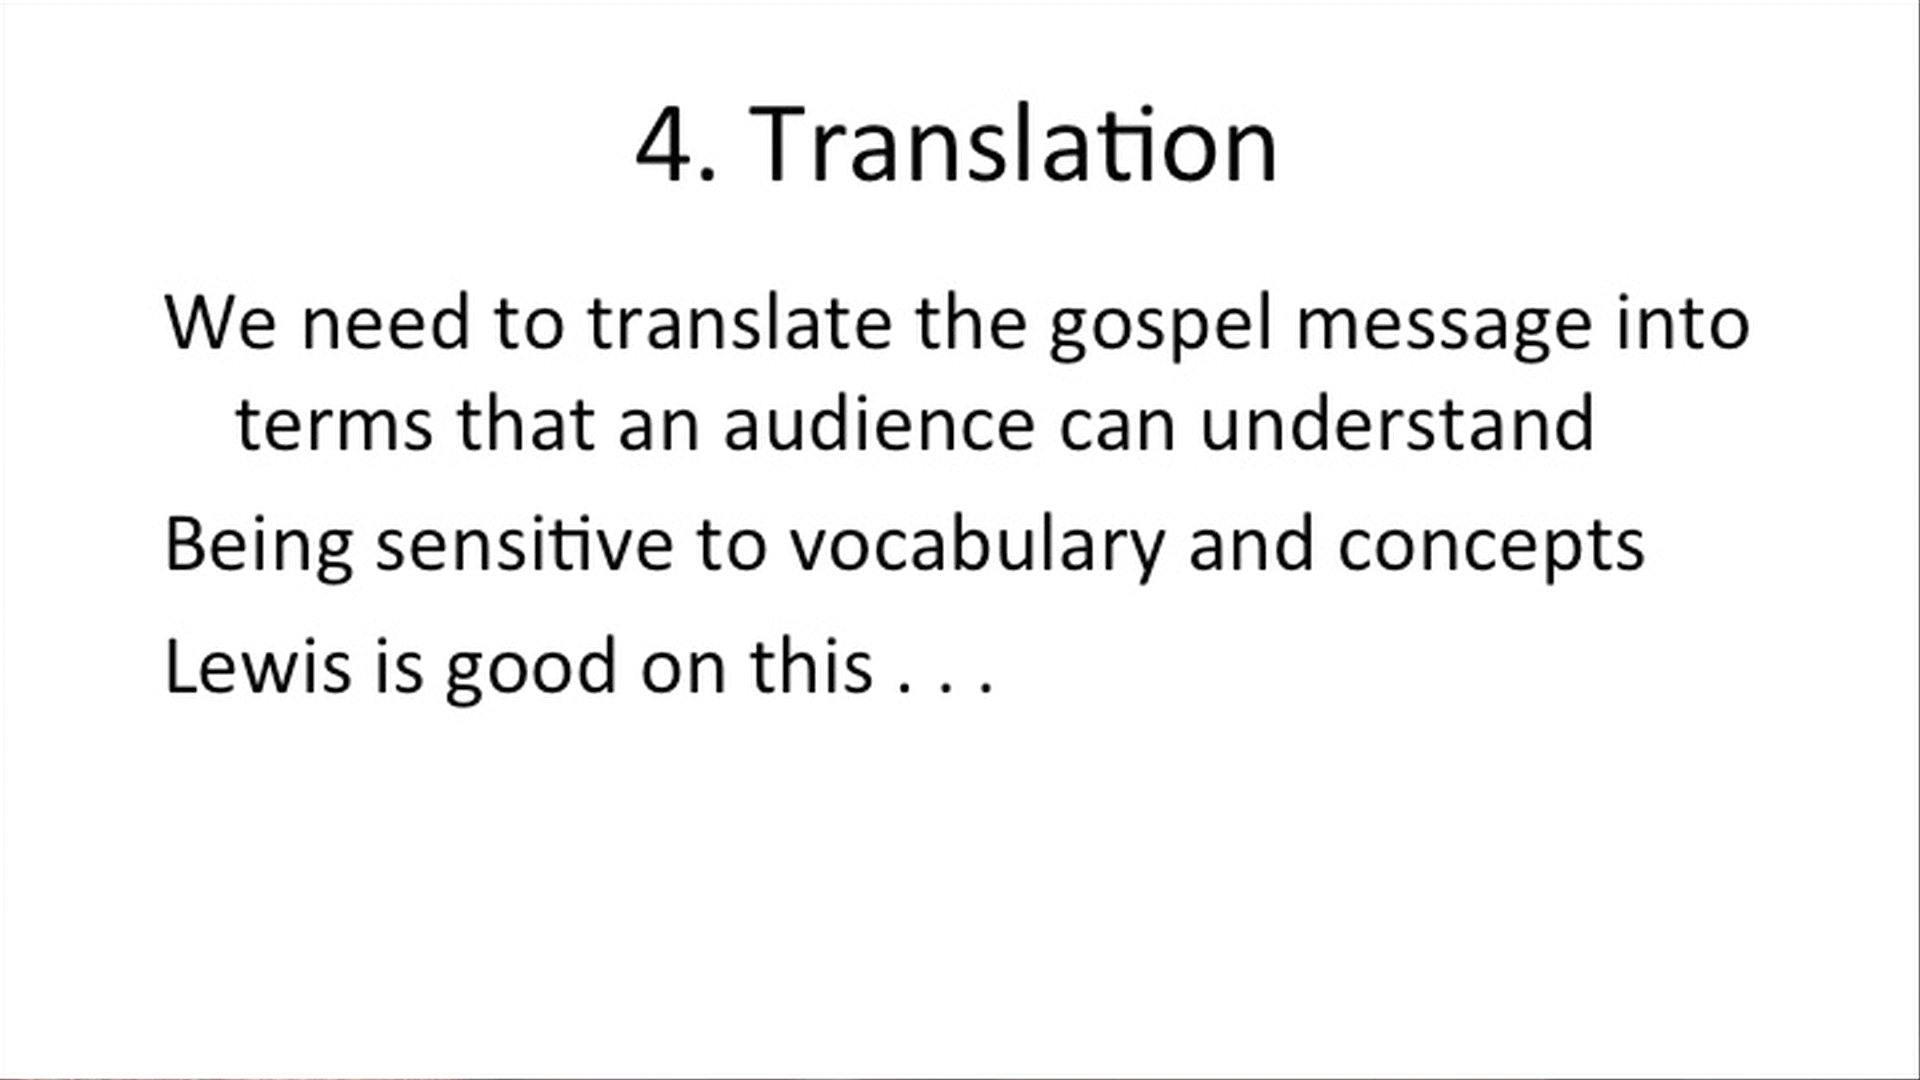 4. Translation
We need to translate the gospel message into
terms that an audience can understand
Being sensitive to vocabulary and concepts
Lewis is good on this . . .